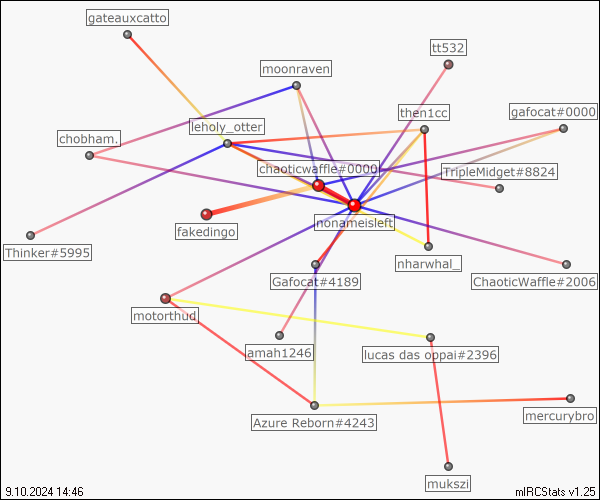 gateauxcatto
tt532
moonraven
then1cc
gafocat#0000
leholy_otter
chobham.
chaoticwaffle#0000
TripleMidget#8824
nonameisleft
fakedingo
Thinker#5995
nharwhal_
Gafocat#4189
ChaoticWaffle#2006
motorthud
amah1246
lucas das oppai#2396
Azure Reborn#4243
mercurybro
mukszi
9.10.2024 14:46
mIRCStats v1.25